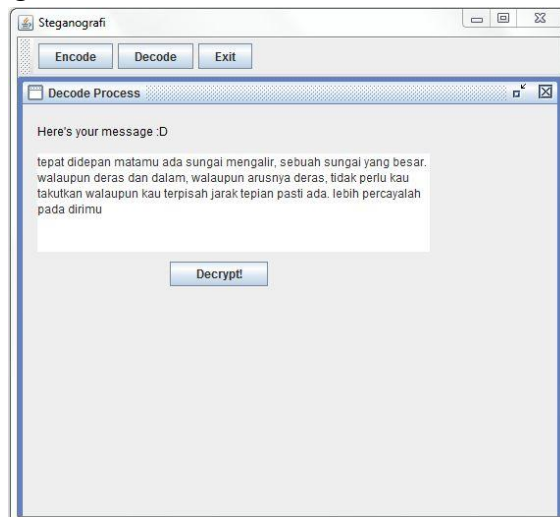 Steganografi
Encode Decode Exit
Decode Process
Here's your message :D
tepat didepan matamu ada sungai mengalir, sebuah sungai yang besar.
walaupun deras dan dalam, walaupun arusnya deras, tidak perlu kau
takutkan walaupun kau terpisah jarak tepian pasti ada. lebih percayalah
pada dirimu
Decrypt!